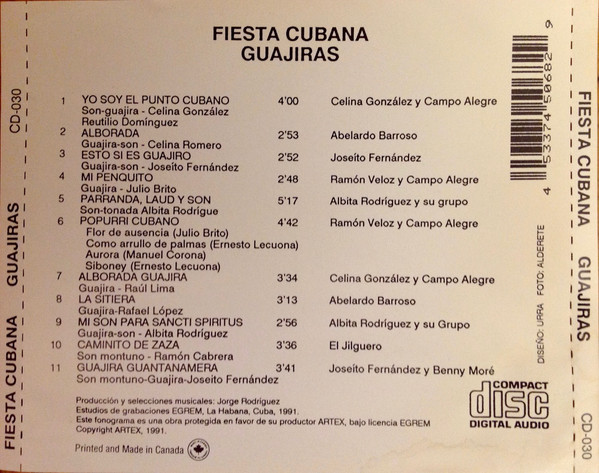 FIESTA CUBANA
GUAJIRAS
1 YO SOY EL PUNTO CUBANO 4'00 Celina González y Campo Alegre
Son-guajira - Celina González
Reutilio Domínguez
2 ALBORADA 2'53 Abelardo Barroso
Guajira-son - Celina Romero
3 ESTO SI ES GUAJIRO 2'52 Joseito Fernández
Guajira-son - Joseito Fernández
4 MI PENQUITO 2'48 Ramón Veloz y Campo Alegre
Guajira - Julio Brito
5 PARRANDA, LAUD Y SON 5'17 Albita Rodríguez y su grupo
Son-tonada Albita Rodrígue
6 POPURRI CUBANO 4'42 Ramón Veloz y Campo Alegre
Flor de ausencia (Julio Brito)
Como arrullo de palmas (Ernesto Lecuona)
Aurora (Manuel Corona)
Siboney (Ernesto Lecuona)
7 ALBORADA GUAJIRA 3'34 Celina González y Campo Alegre
Guajira - Raúl Lima
8 LA SITIERA 3'13 Abelardo Barroso
Guajira-Rafael López
9 MI SON PARA SANCTI SPIRITUS 2'56 Albita Rodríguez y su Grupo
Guajira-son - Albita Rodríguez
10 CAMINITO DE ZAZA 3'36 El Jilguero
Son montuno - Ramón Cabrera
11 GUAJIRA GUANTANAMERA 3'41 Joseito Fernández y Benny Moré
Son montuno-Guajira-Joseito Fernández
Producción y selecciones musicales: Jorge Rodríguez
Estudios de grabaciones EGREM, La Habana, Cuba, 1991.
Este fonograma es una obra protegida en favor de su productor ARTEX, bajo licencia EGREM
Copyright ARTEX, 1991.
Printed and Made in Canada
COMPACT
disc
DIGITAL AUDIO
4 53374 50682 9
DISEÑO: URRA FOTO: ALDERETE
FIESTA CUBANA GUAJIRAS CD-030
FIESTA CUBANA GUAJIRAS CD-030